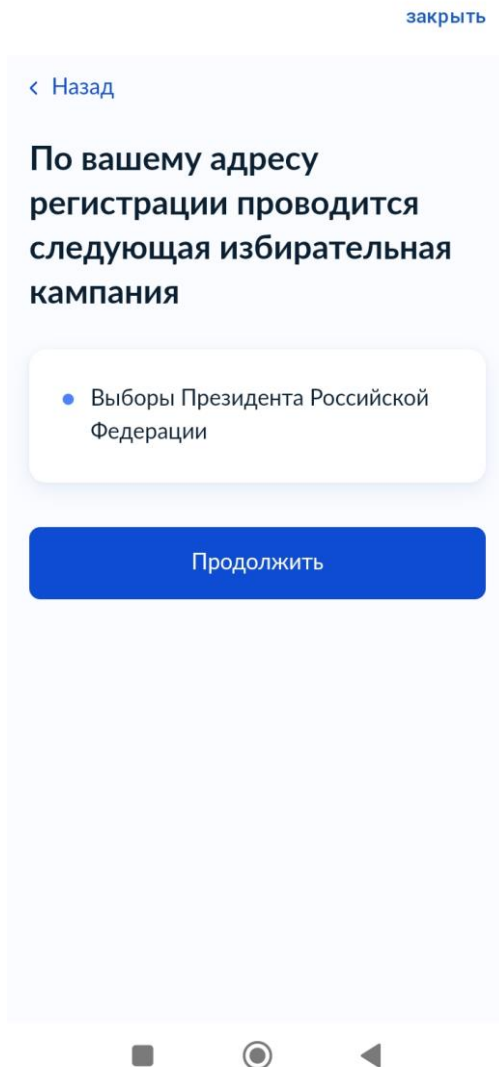 закрыть
‹ Назад
По вашему адресу
регистрации проводится
следующая избирательная
кампания
• Выборы Президента Российской
Федерации
Продолжить